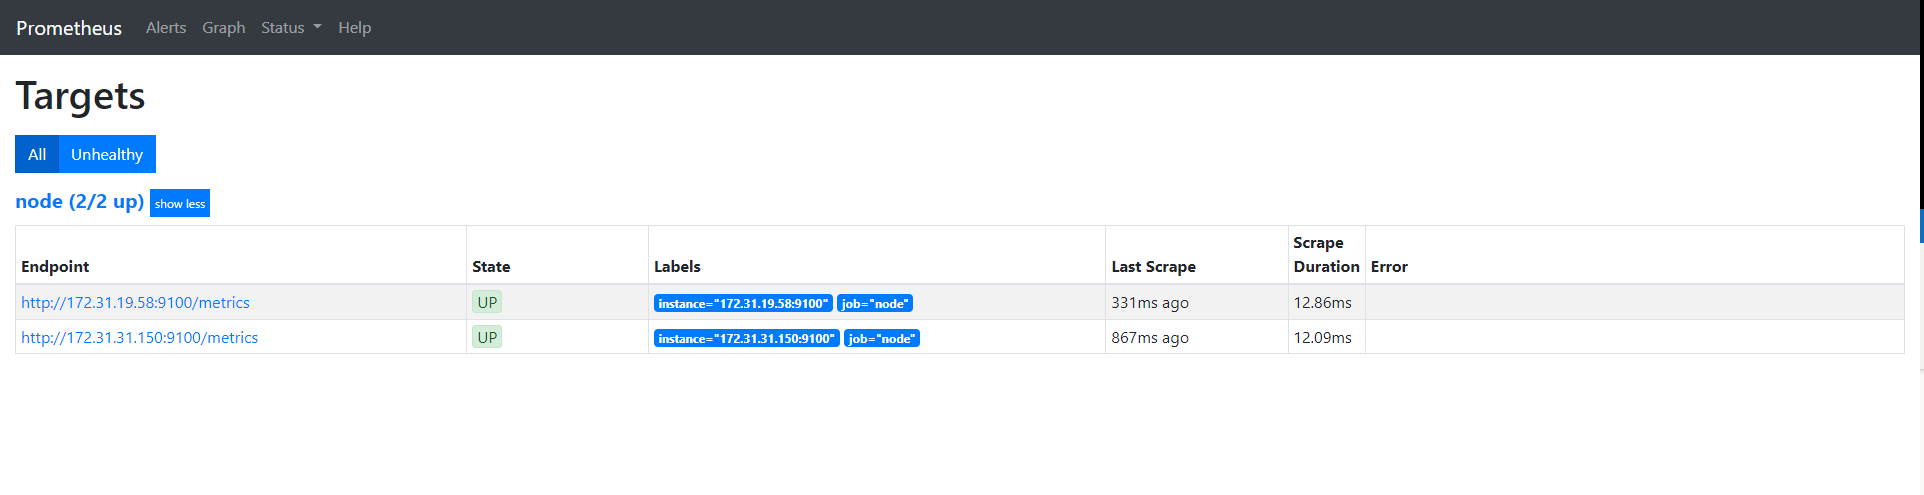 Prometheus Alerts Graph Status Help
Targets
All Unhealthy
node (2/2 up) show less
Endpoint State Labels Last Scrape Scrape Duration Error
http://172.31.19.58:9100/metrics UP instance="172.31.19.58:9100" job="node" 331ms ago 12.86ms
http://172.31.31.150:9100/metrics UP instance="172.31.31.150:9100" job="node" 867ms ago 12.09ms